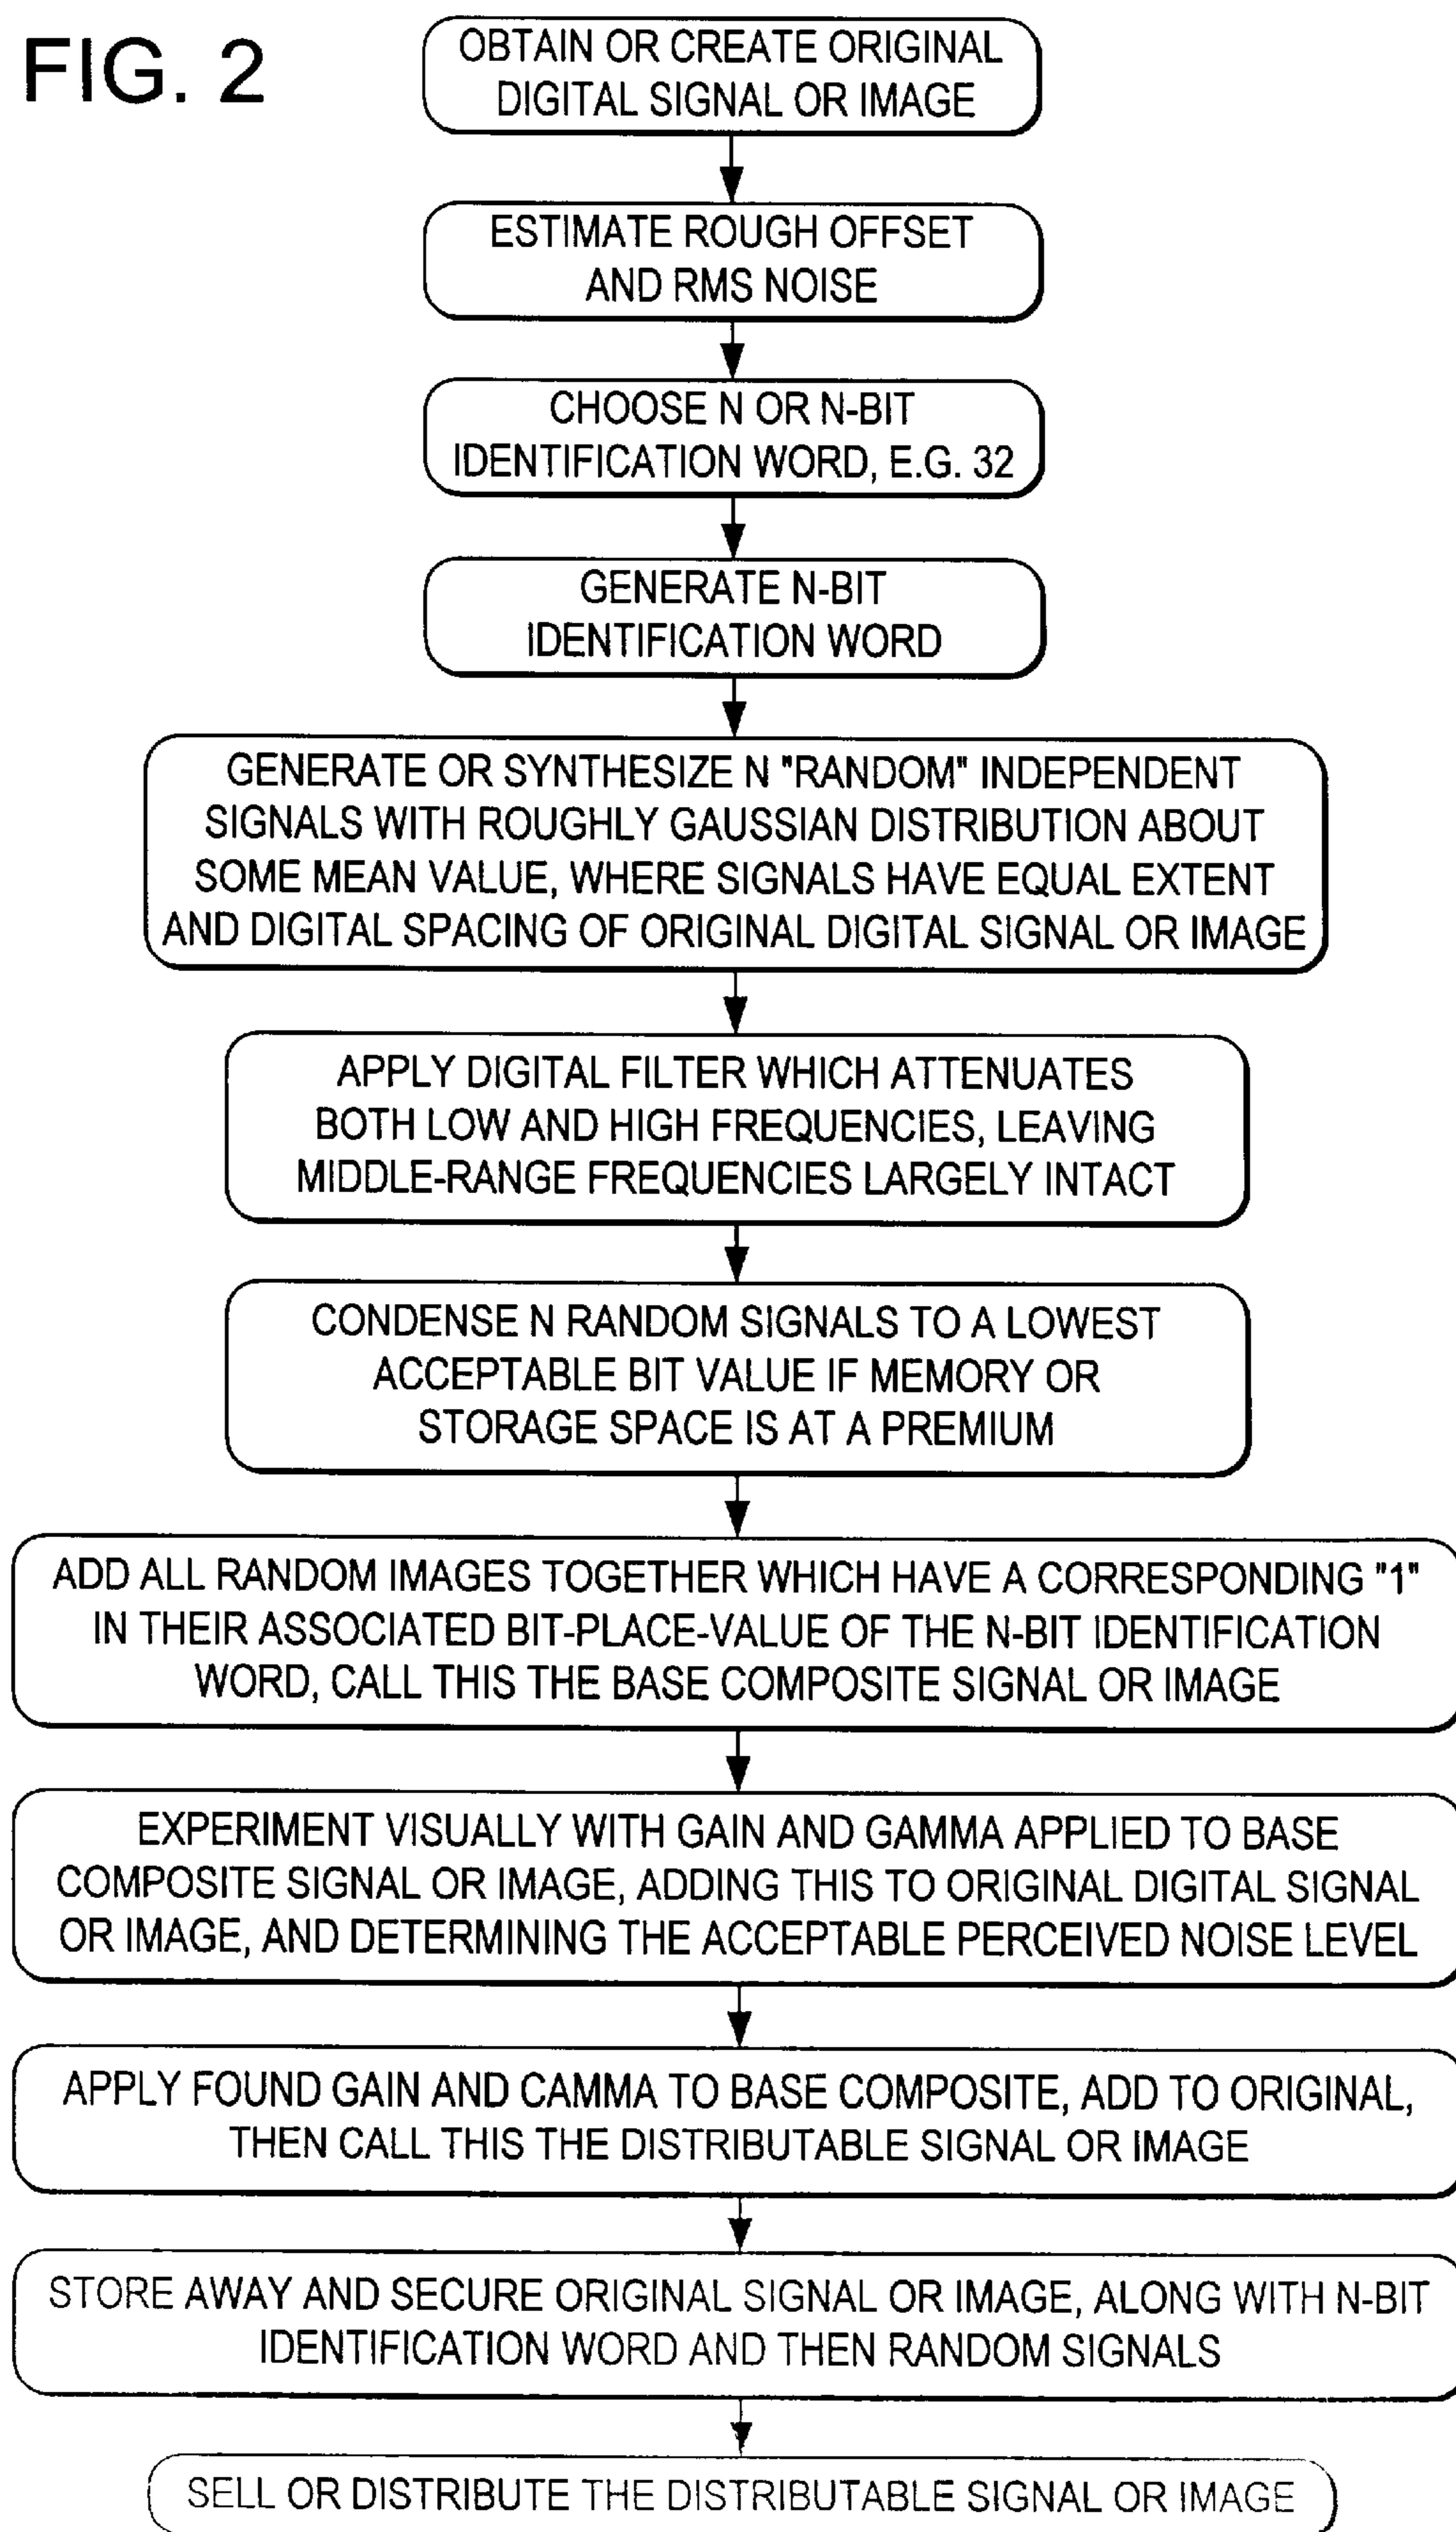 FIG. 2
OBTAIN OR CREATE ORIGINAL
DIGITAL SIGNAL OR IMAGE
ESTIMATE ROUGH OFFSET
AND RMS NOISE
CHOOSE N OR N-BIT
IDENTIFICATION WORD, E.G. 32
GENERATE N-BIT
IDENTIFICATION WORD
GENERATE OR SYNTHESIZE N "RANDOM" INDEPENDENT
SIGNALS WITH ROUGHLY GAUSSIAN DISTRIBUTION ABOUT
SOME MEAN VALUE, WHERE SIGNALS HAVE EQUAL EXTENT
AND DIGITAL SPACING OF ORIGINAL DIGITAL SIGNAL OR IMAGE
APPLY DIGITAL FILTER WHICH ATTENUATES
BOTH LOW AND HIGH FREQUENCIES, LEAVING
MIDDLE-RANGE FREQUENCIES LARGELY INTACT
CONDENSE N RANDOM SIGNALS TO A LOWEST
ACCEPTABLE BIT VALUE IF MEMORY OR
STORAGE SPACE IS AT A PREMIUM
ADD ALL RANDOM IMAGES TOGETHER WHICH HAVE A CORRESPONDING "1"
IN THEIR ASSOCIATED BIT-PLACE-VALUE OF THE N-BIT IDENTIFICATION
WORD, CALL THIS THE BASE COMPOSITE SIGNAL OR IMAGE
EXPERIMENT VISUALLY WITH GAIN AND GAMMA APPLIED TO BASE
COMPOSITE SIGNAL OR IMAGE, ADDING THIS TO ORIGINAL DIGITAL SIGNAL
OR IMAGE, AND DETERMINING THE ACCEPTABLE PERCEIVED NOISE LEVEL
APPLY FOUND GAIN AND CAMMA TO BASE COMPOSITE, ADD TO ORIGINAL,
THEN CALL THIS THE DISTRIBUTABLE SIGNAL OR IMAGE
STORE AWAY AND SECURE ORIGINAL SIGNAL OR IMAGE, ALONG WITH N-BIT
IDENTIFICATION WORD AND THEN RANDOM SIGNALS
SELL OR DISTRIBUTE THE DISTRIBUTABLE SIGNAL OR IMAGE